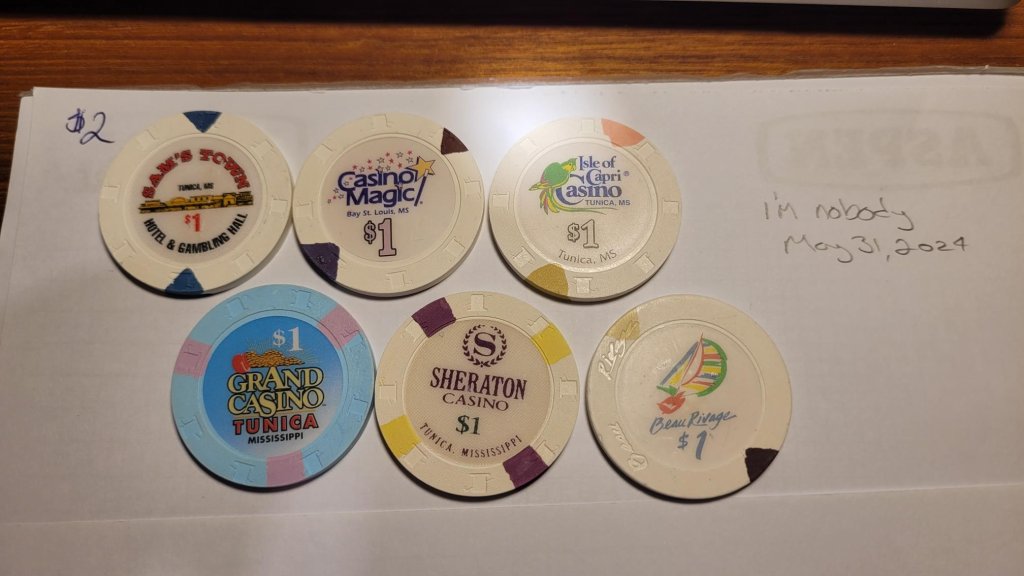 $2
SAM'S TOWN
TUNICA, MS
$1
HOTEL & GAMBLING HALL
Casino
Magic!
Bay St. Louis, MS
$1
Isle of
Capri®
Casino
TUNICA, MS
$1
Tunica, MS
I'm nobody
May 31, 2024
$1
GRAND
CASINO
TUNICA
MISSISSIPPI
S
SHERATON
CASINO
$1
TUNICA, MISSISSIPPI
Beau Rivage
$1